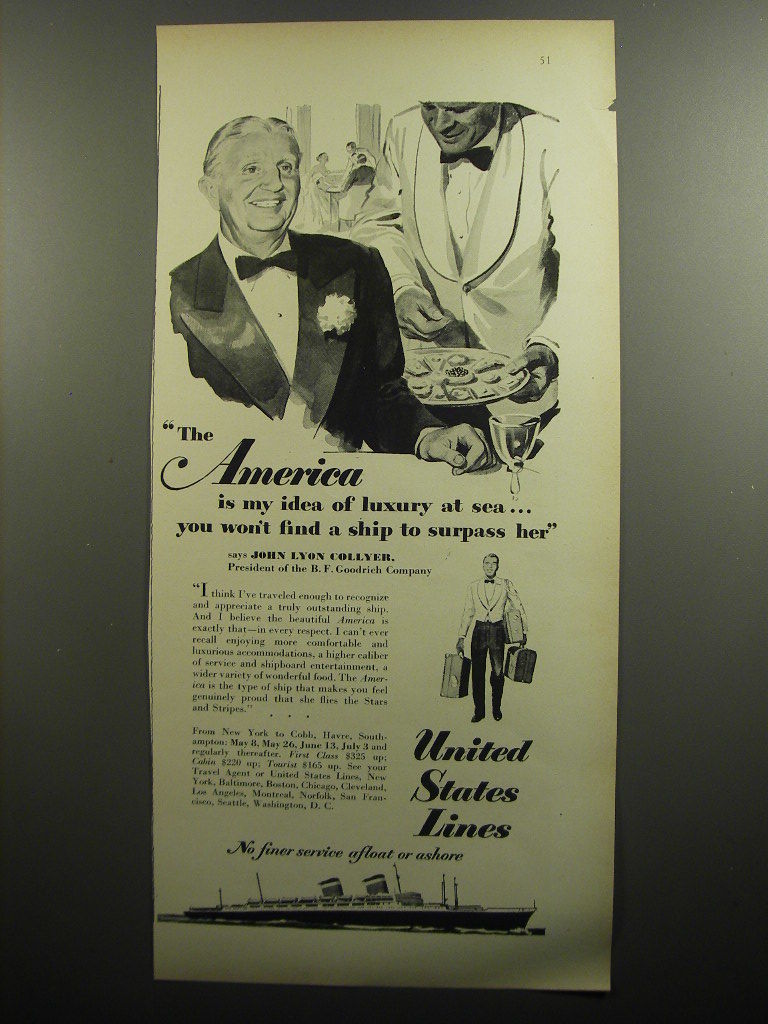 51
“The
America
is my idea of luxury at sea...
you won't find a ship to surpass her”
says JOHN LYON COLLYER,
President of the B. F. Goodrich Company
“I think I've traveled enough to recognize
and appreciate a truly outstanding ship.
And I believe the beautiful America is
exactly that—in every respect. I can't ever
recall enjoying more comfortable and
luxurious accommodations, a higher caliber
of service and shipboard entertainment, a
wider variety of wonderful food. The Amer-
ica is the type of ship that makes you feel
genuinely proud that she flies the Stars
and Stripes.”
From New York to Cobh, Havre, South-
ampton: May 8, May 26, June 13, July 3 and
regularly thereafter. First Class $325 up;
Cabin $220 up; Tourist $165 up. See your
Travel Agent or United States Lines, New
York, Baltimore, Boston, Chicago, Cleveland,
Los Angeles, Montreal, Norfolk, San Fran-
cisco, Seattle, Washington, D. C.
United
States
Lines
No finer service afloat or ashore